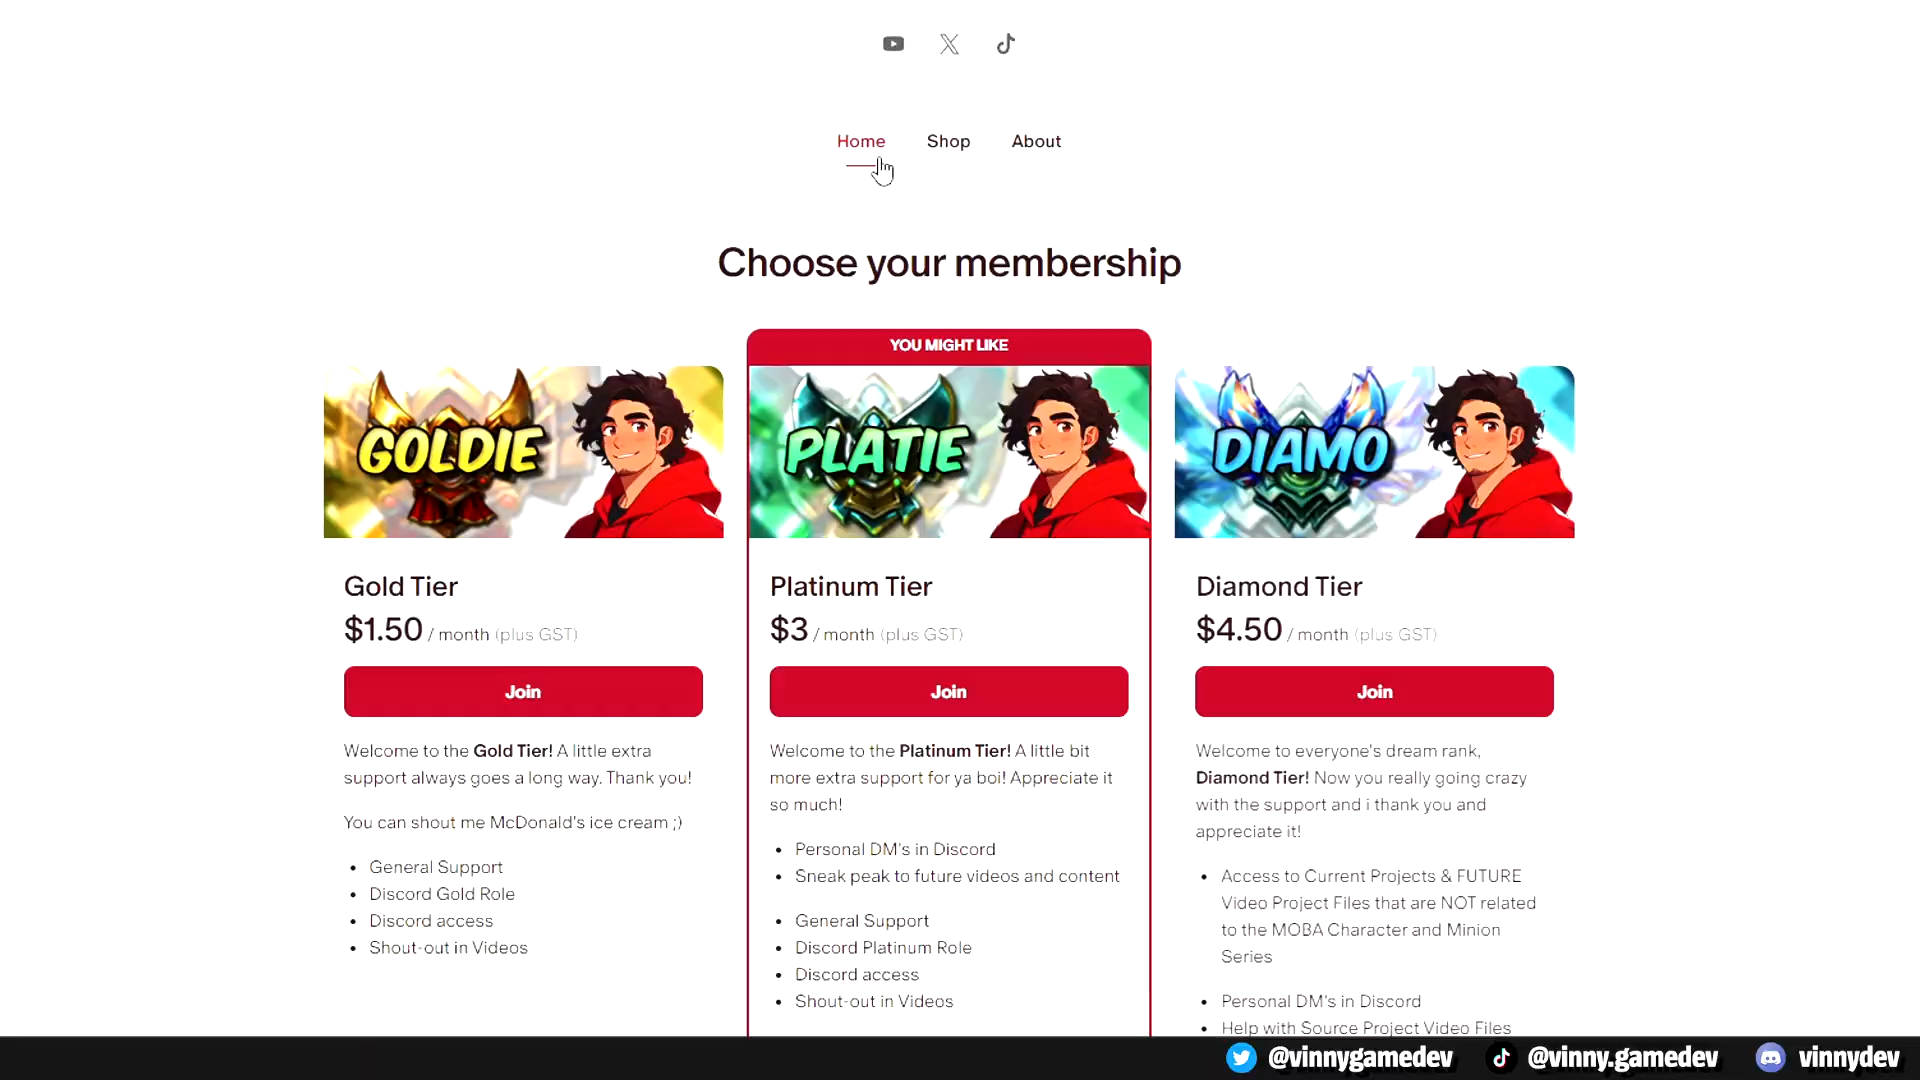 Home Shop About
Choose your membership
YOU MIGHT LIKE
GOLDIE
PLATIE
DIAMO
Gold Tier
$1.50 / month (plus GST)
Join
Welcome to the Gold Tier! A little extra
support always goes a long way. Thank you!
You can shout me McDonald's ice cream ;)
• General Support
• Discord Gold Role
• Discord access
• Shout-out in Videos
Platinum Tier
$3 / month (plus GST)
Join
Welcome to the Platinum Tier! A little bit
more extra support for ya boi! Appreciate it
so much!
• Personal DM's in Discord
• Sneak peak to future videos and content
• General Support
• Discord Platinum Role
• Discord access
• Shout-out in Videos
Diamond Tier
$4.50 / month (plus GST)
Join
Welcome to everyone's dream rank,
Diamond Tier! Now you really going crazy
with the support and i thank you and
appreciate it!
• Access to Current Projects & FUTURE
Video Project Files that are NOT related
to the MOBA Character and Minion
Series
• Personal DM's in Discord
• Help with Source Project Video Files
@vinnygamedev @vinny.gamedev vinnydev